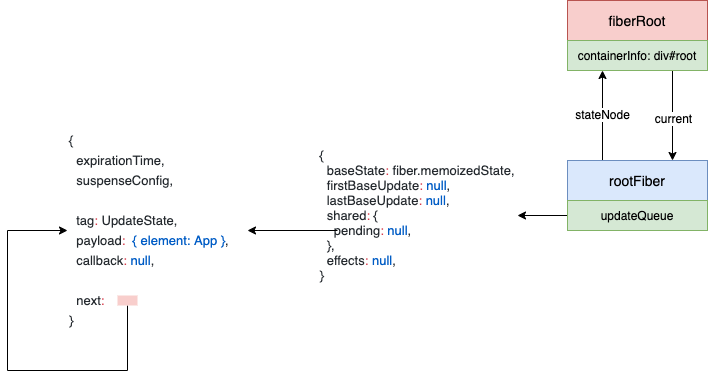 fiberRoot
containerInfo: div#root
stateNode
current
rootFiber
updateQueue
{
baseState: fiber.memoizedState,
firstBaseUpdate: null,
lastBaseUpdate: null,
shared: {
pending: null,
},
effects: null,
}
{
expirationTime,
suspenseConfig,
tag: UpdateState,
payload: { element: App },
callback: null,
next:
}